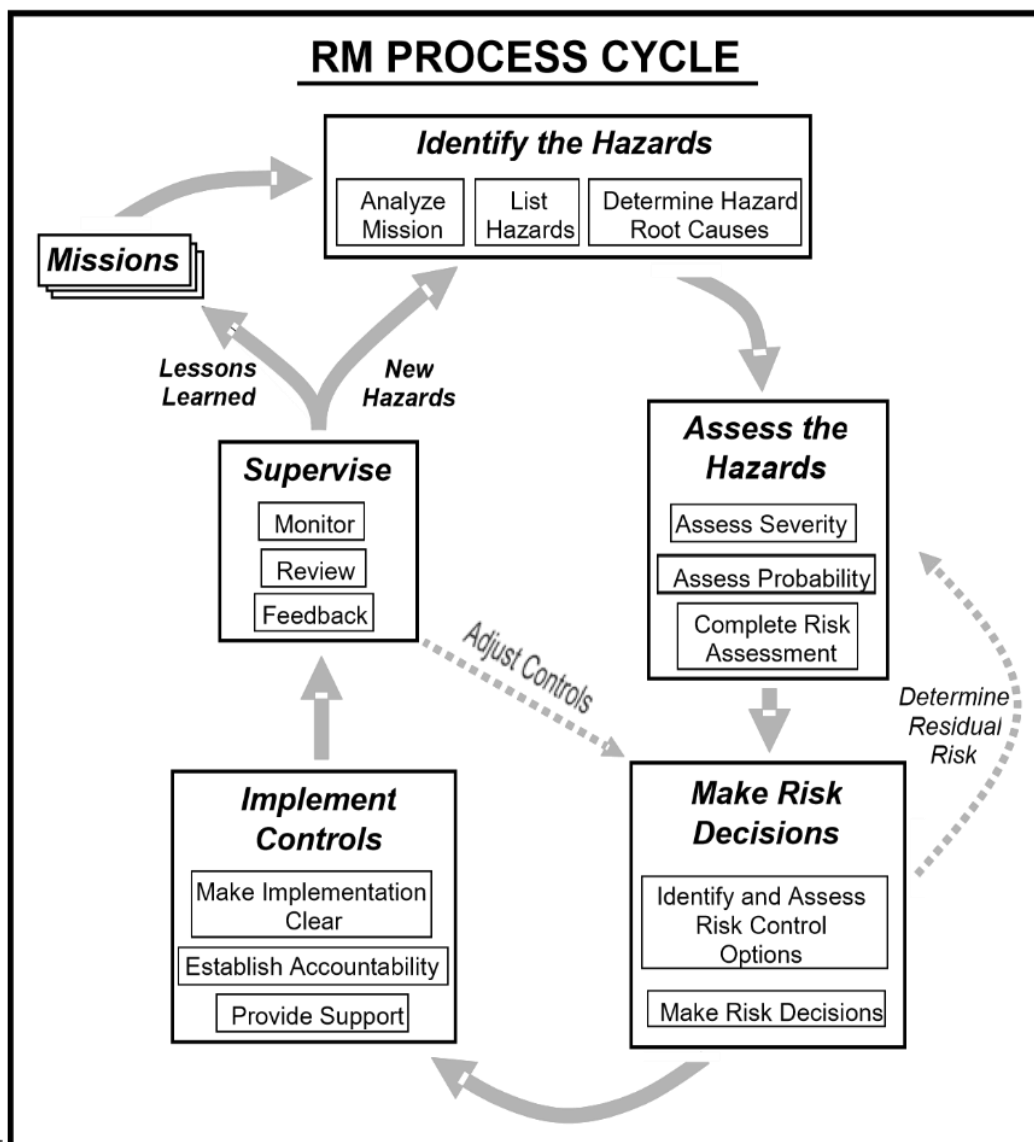 RM PROCESS CYCLE
Identify the Hazards
Analyze
Mission
List
Hazards
Determine Hazard
Root Causes
Missions
Lessons
Learned
New
Hazards
Assess the
Hazards
Assess Severity
Assess Probability
Complete Risk
Assessment
Supervise
Monitor
Review
Feedback
Adjust Controls
Determine
Residual
Risk
Make Risk
Decisions
Identify and Assess
Risk Control
Options
Make Risk Decisions
Implement
Controls
Make Implementation
Clear
Establish Accountability
Provide Support